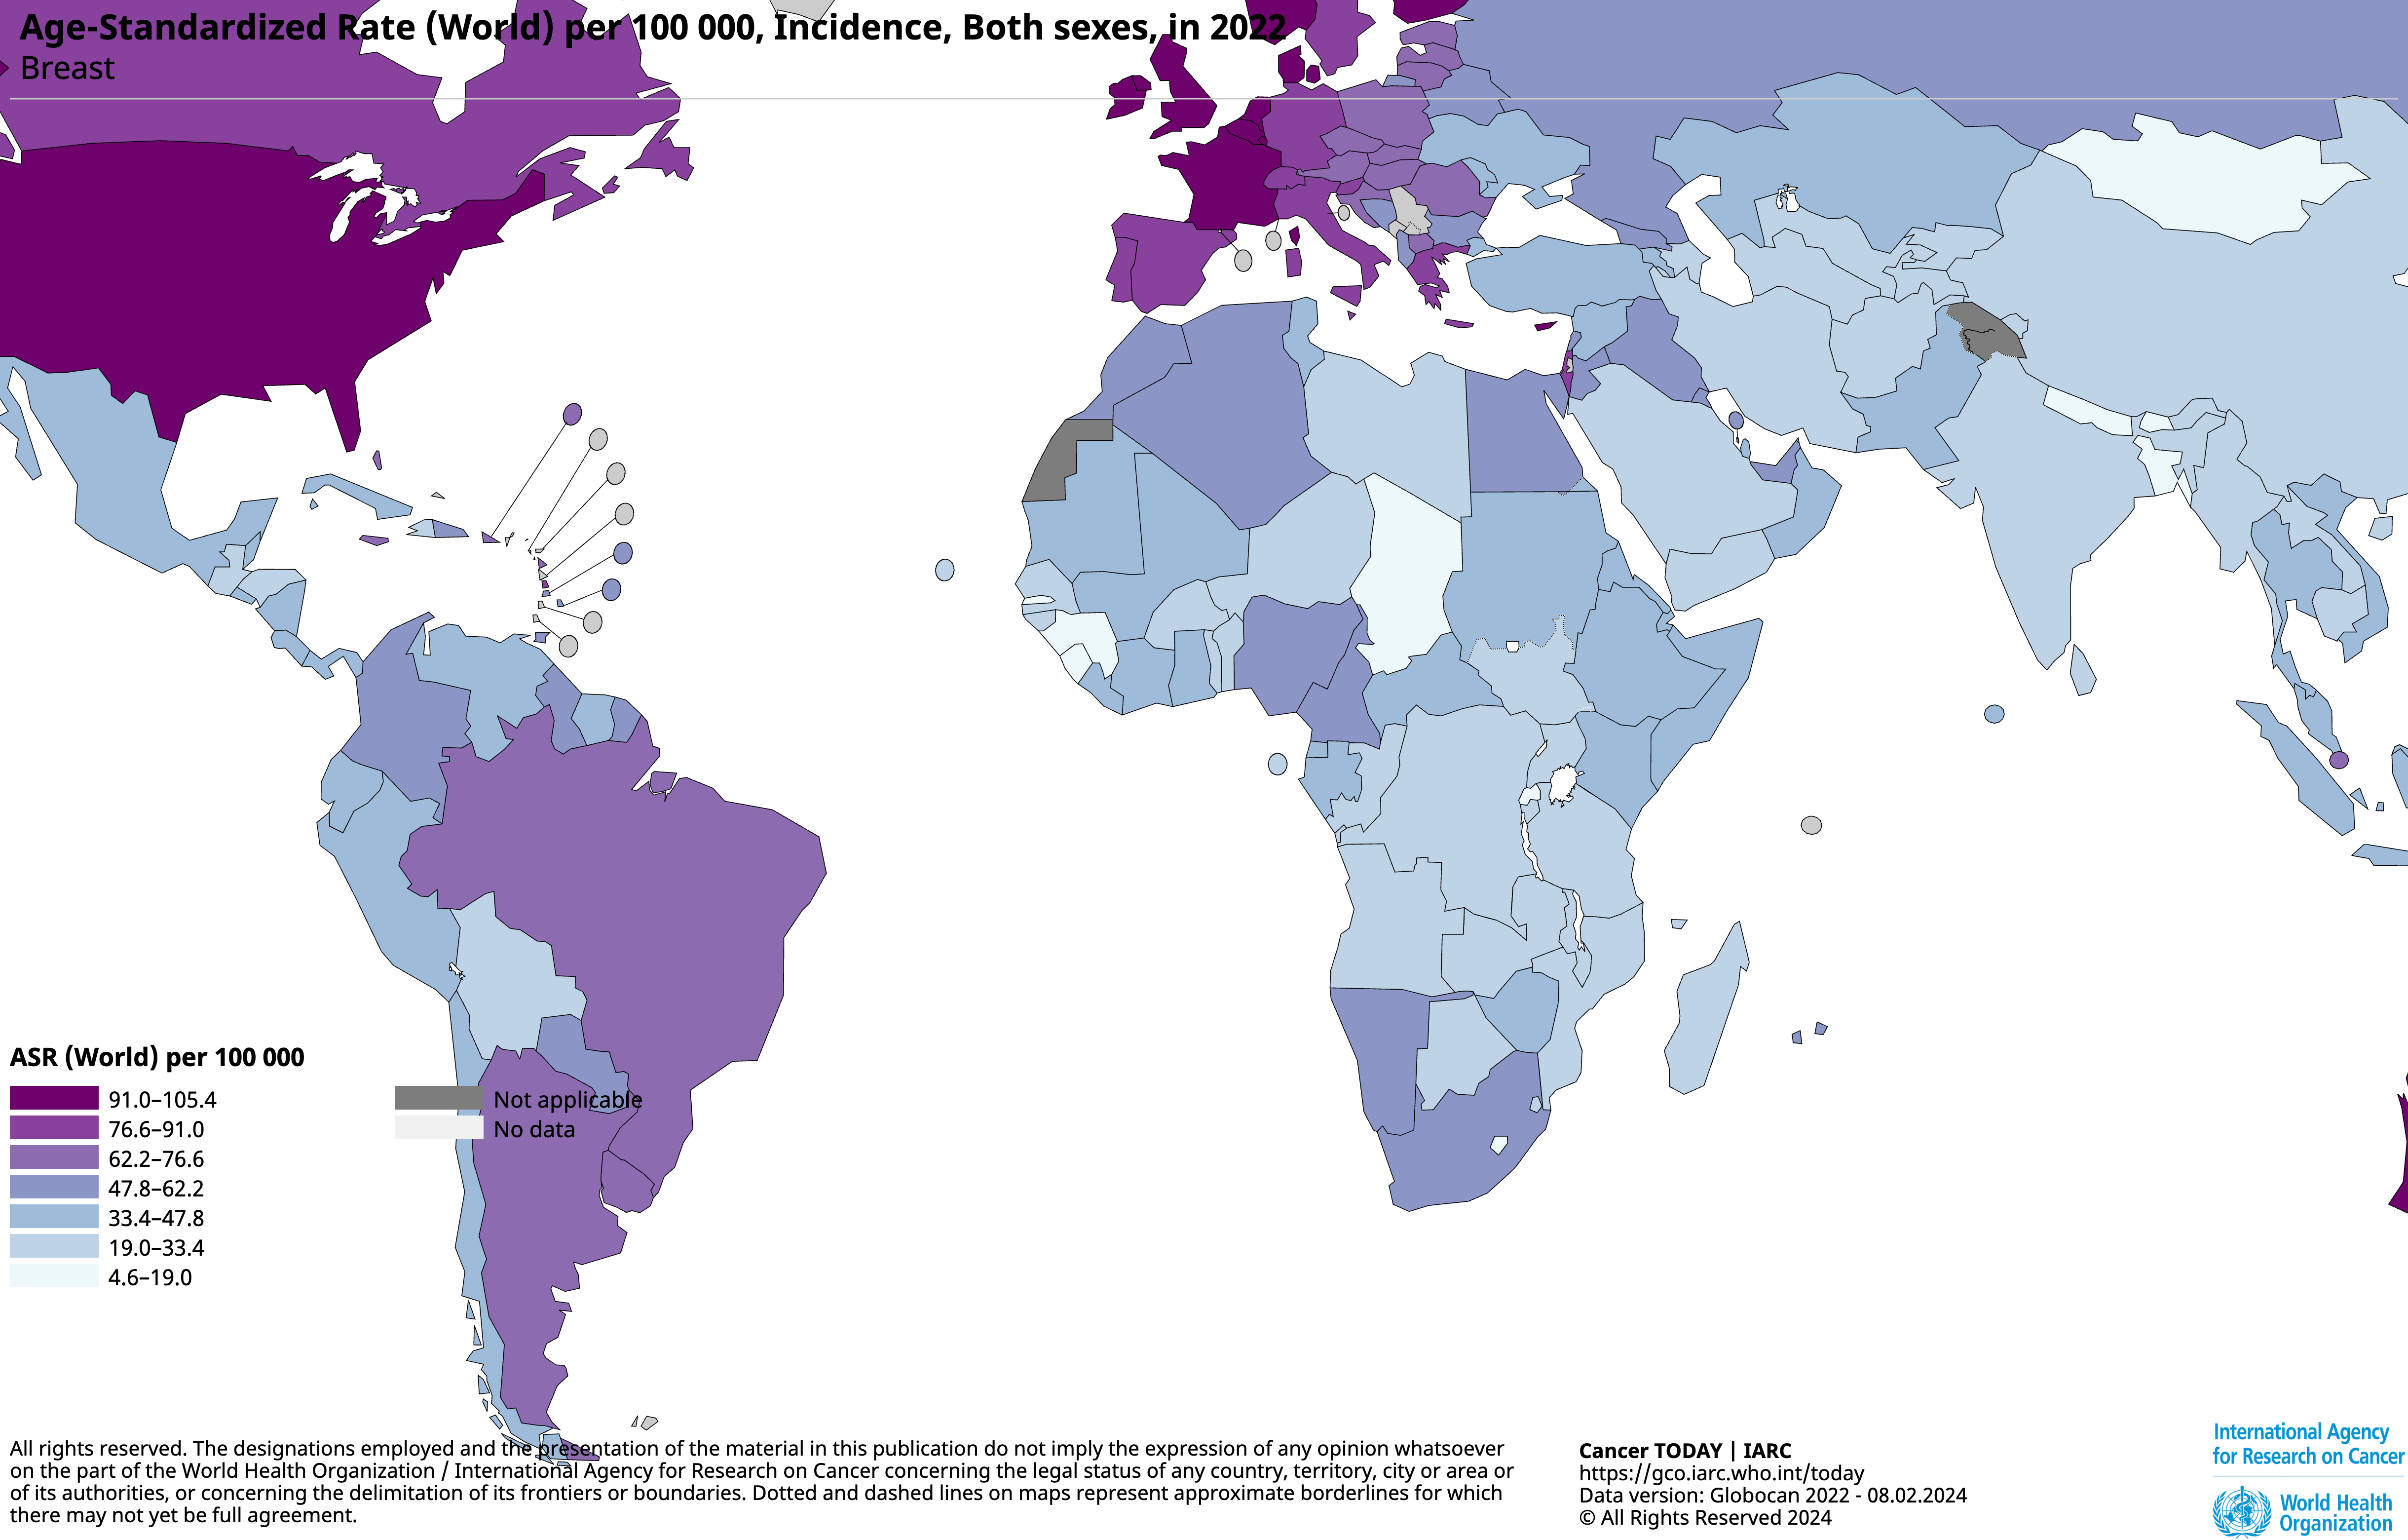 Age-Standardized Rate (World) per 100 000, Incidence, Both sexes, in 2022
Breast
ASR (World) per 100 000
91.0–105.4
76.6–91.0
62.2–76.6
47.8–62.2
33.4–47.8
19.0–33.4
4.6–19.0
Not applicable
No data
All rights reserved. The designations employed and the presentation of the material in this publication do not imply the expression of any opinion whatsoever
on the part of the World Health Organization / International Agency for Research on Cancer concerning the legal status of any country, territory, city or area or
of its authorities, or concerning the delimitation of its frontiers or boundaries. Dotted and dashed lines on maps represent approximate borderlines for which
there may not yet be full agreement.
Cancer TODAY | IARC
https://gco.iarc.who.int/today
Data version: Globocan 2022 - 08.02.2024
© All Rights Reserved 2024
International Agency
for Research on Cancer
World Health
Organization